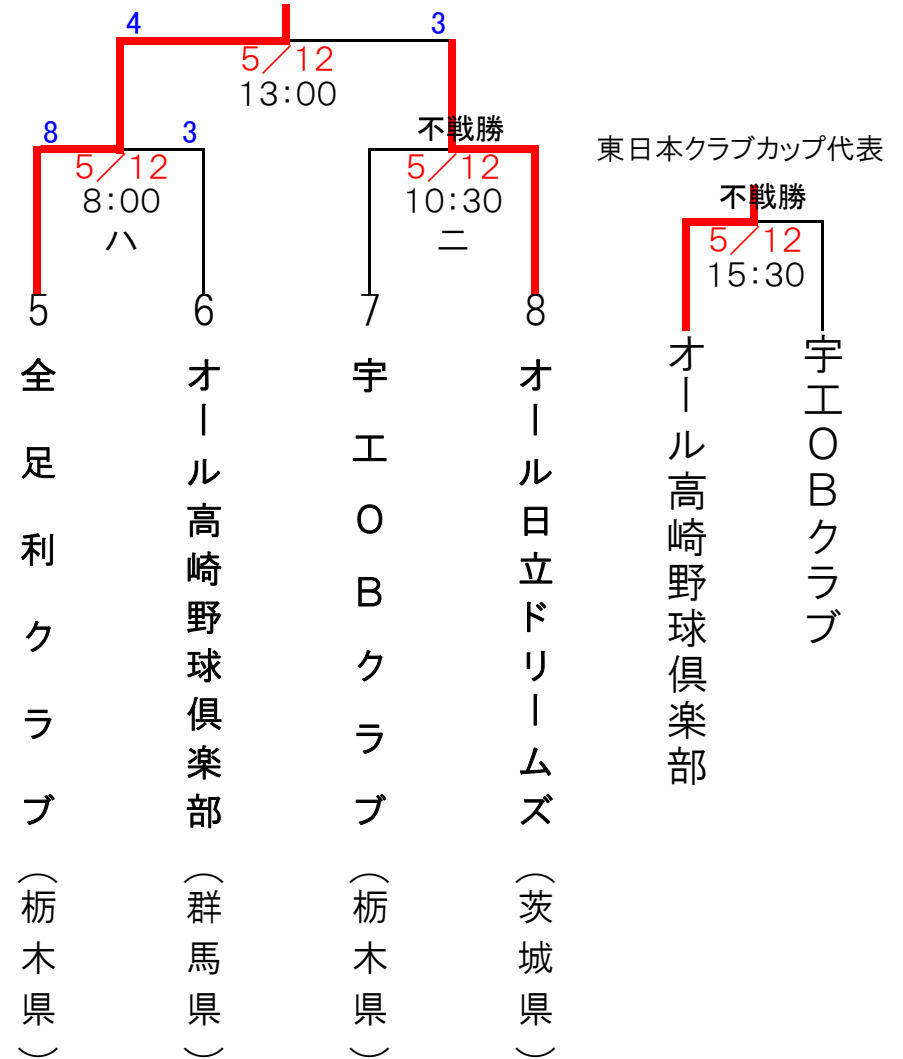 4
3
5/12
13:00
8
3
5/12
8:00
ハ
不戦勝
5/12
10:30
ニ
5
全足利クラブ
(栃木県)
6
オール高崎野球倶楽部
(群馬県)
7
宇工OBクラブ
(栃木県)
8
オール日立ドリームズ
(茨城県)
東日本クラブカップ代表
不戦勝
5/12
15:30
オール高崎野球倶楽部
宇工OBクラブ